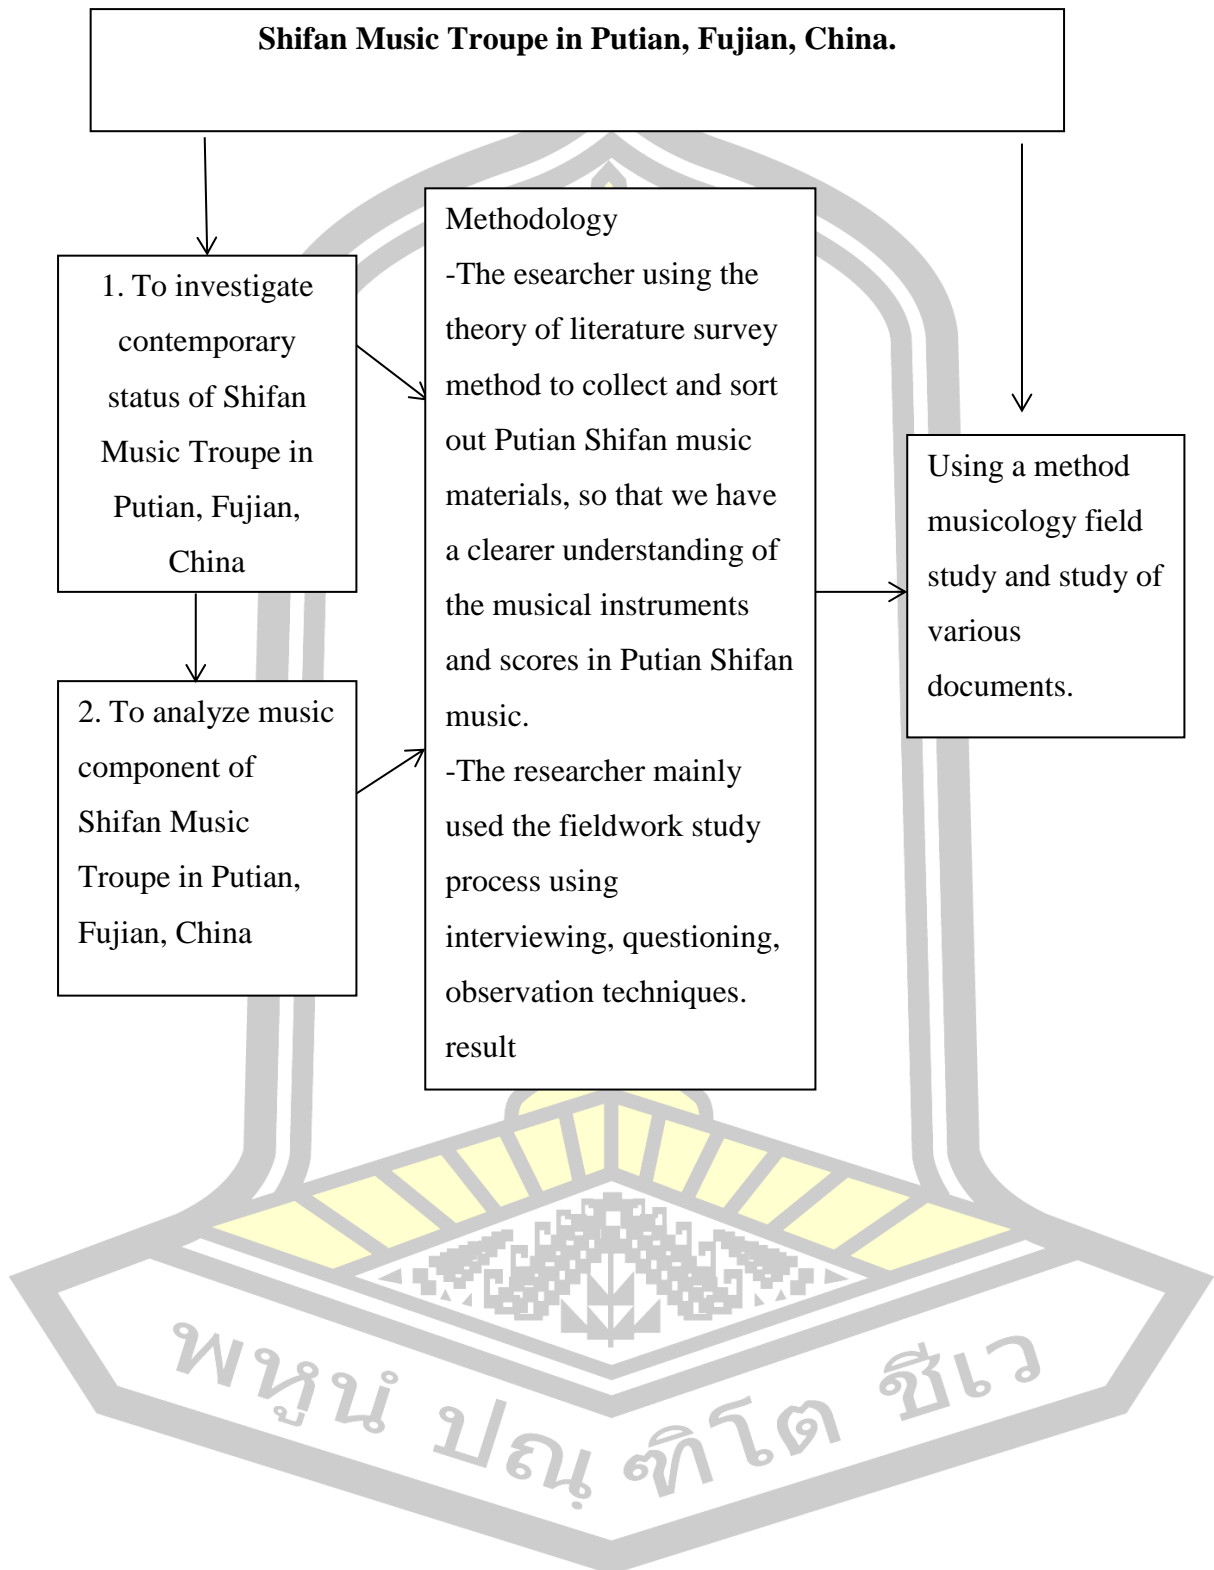 Shifan Music Troupe in Putian, Fujian, China.
1. To investigate
contemporary
status of Shifan
Music Troupe in
Putian, Fujian,
China
2. To analyze music
component of
Shifan Music
Troupe in Putian,
Fujian, China
Methodology
-The esearcher using the
theory of literature survey
method to collect and sort
out Putian Shifan music
materials, so that we have
a clearer understanding of
the musical instruments
and scores in Putian Shifan
music.
-The researcher mainly
used the fieldwork study
process using
interviewing, questioning,
observation techniques.
result
Using a method
musicology field
study and study of
various
documents.
พหูนํ ปณฺฑิโต ชีเว